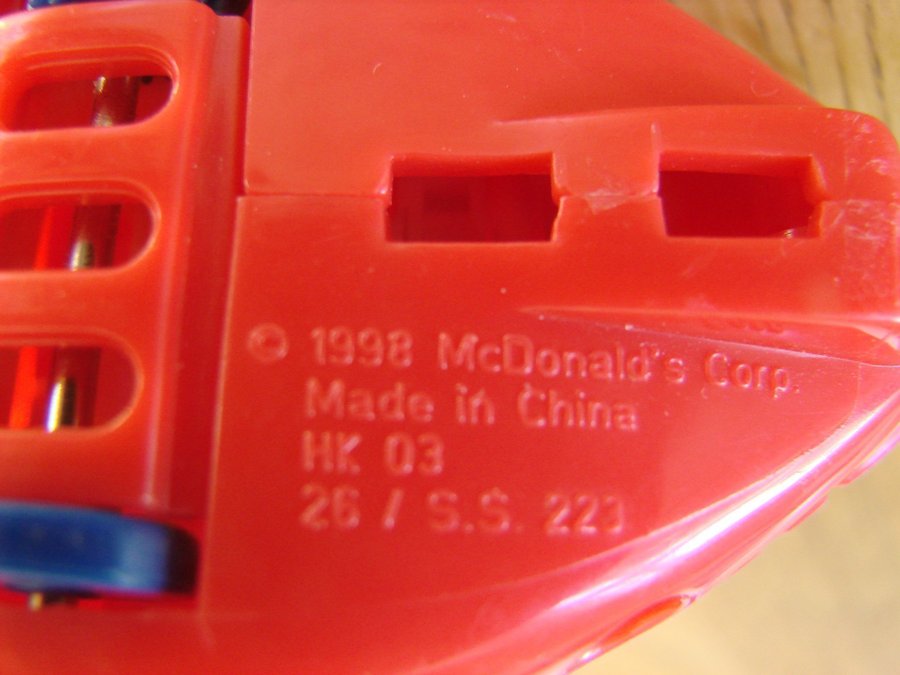 © 1998 McDonald's Corp.
Made in China
HK 03
26 / S.S. 223